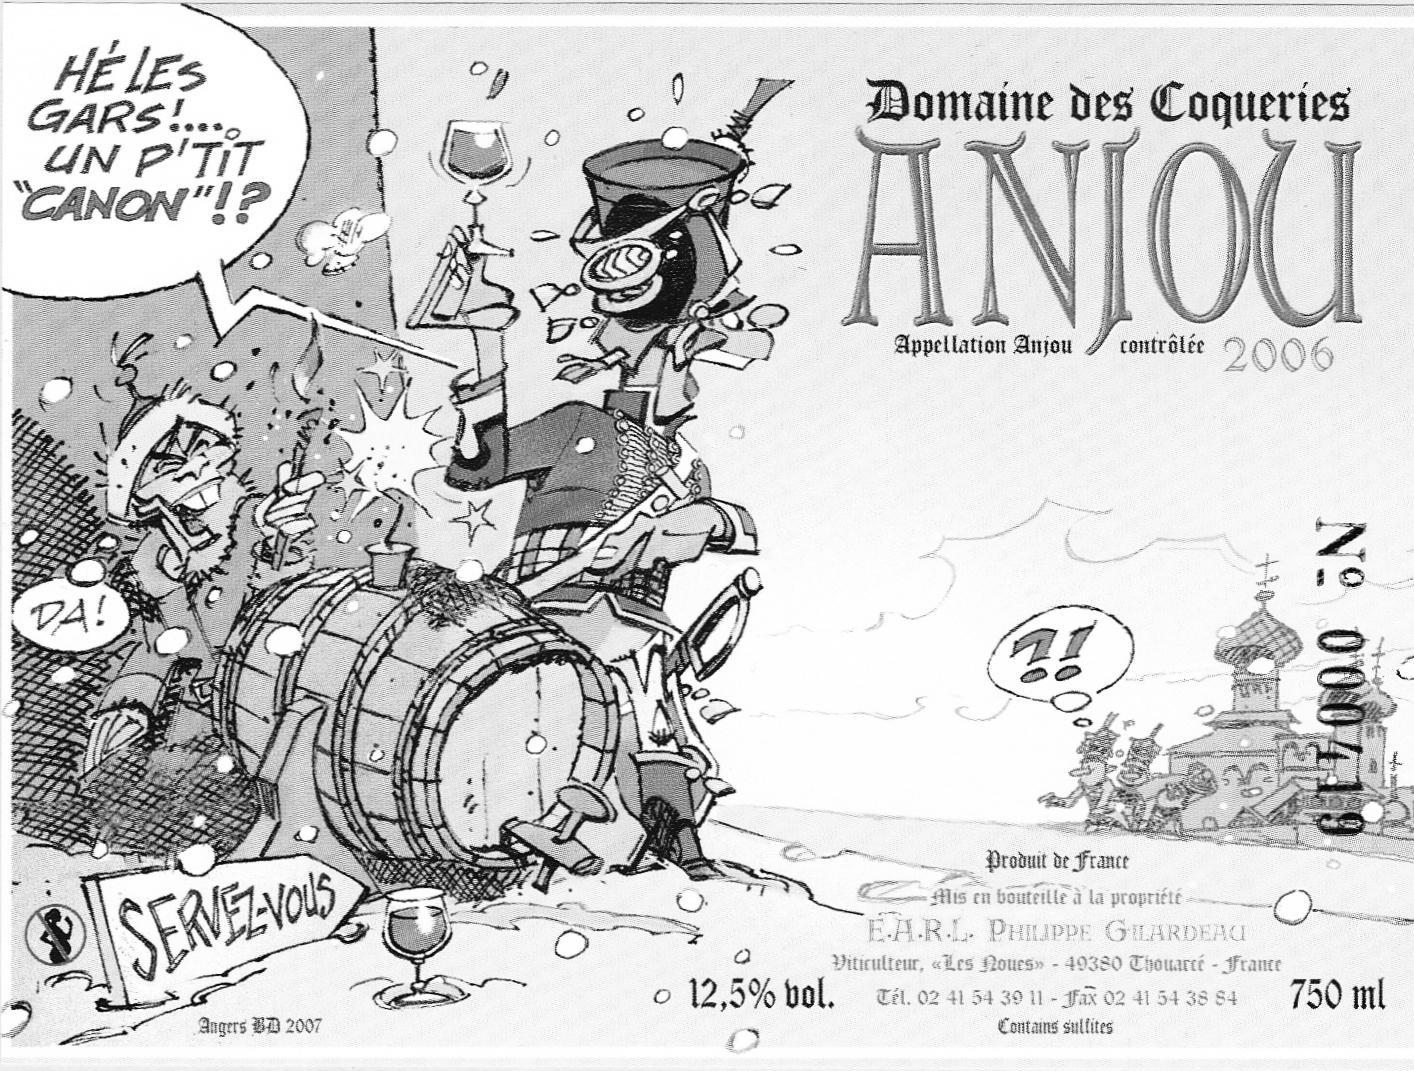 HÉ LES
GARS!....
UN P'TIT
"CANON"!?
DA!
SERVEZ-VOUS
Angers BD 2007
Domaine des Coqueries
ANJOU
Appellation Anjou contrôlée 2006
?!
Nº 000419
Produit de France
Mis en bouteille à la propriété
E.A.R.L. PHILIPPE GILARDEAU
Viticulteur, «Les Noues» - 49380 Thouarcé - France
12,5% vol. Tél. 02 41 54 39 11 - Fax 02 41 54 38 84 750 ml
Contains sulfites